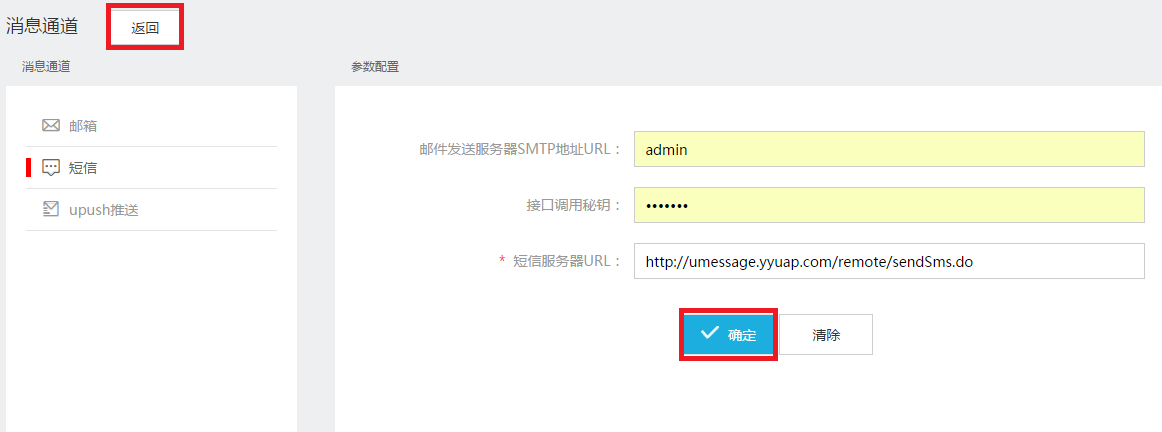 消息通道 返回
消息通道
参数配置
邮箱
短信
upush推送
邮件发送服务器SMTP地址URL： admin
接口调用秘钥： •••••••
* 短信服务器URL： http://umessage.yyuap.com/remote/sendSms.do
确定 清除